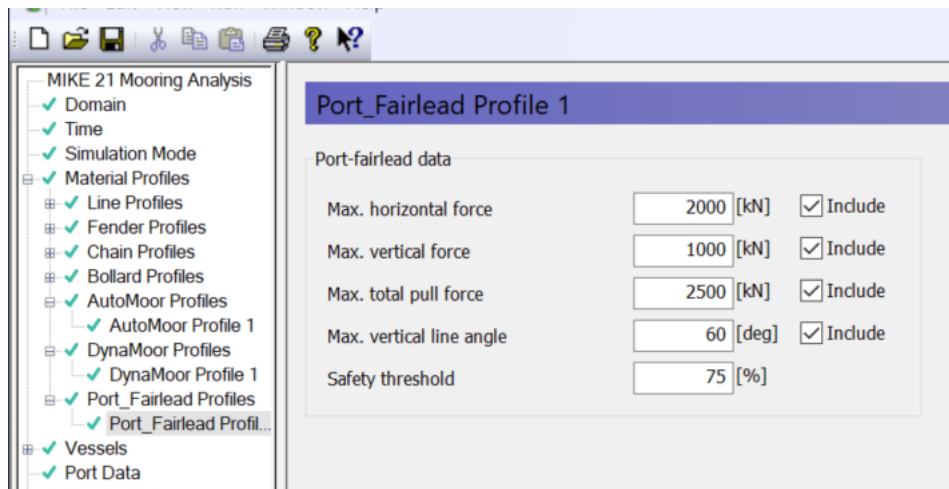 MIKE 21 Mooring Analysis
Domain
Time
Simulation Mode
Material Profiles
Line Profiles
Fender Profiles
Chain Profiles
Bollard Profiles
AutoMoor Profiles
AutoMoor Profile 1
DynaMoor Profiles
DynaMoor Profile 1
Port_Fairlead Profiles
Port_Fairlead Profil...
Vessels
Port Data
Port_Fairlead Profile 1
Port-fairlead data
Max. horizontal force 2000 [kN] Include
Max. vertical force 1000 [kN] Include
Max. total pull force 2500 [kN] Include
Max. vertical line angle 60 [deg] Include
Safety threshold 75 [%]